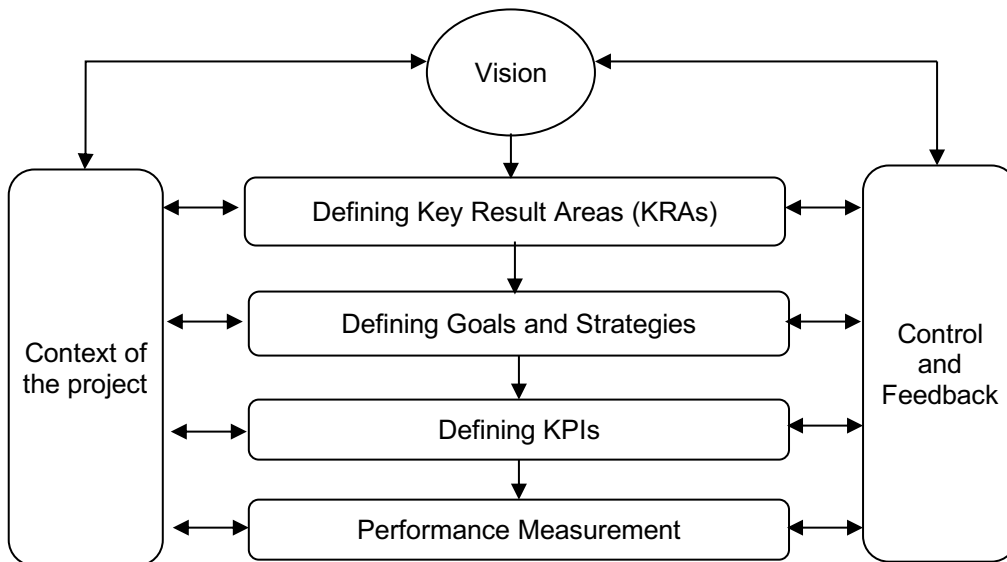 Vision
Defining Key Result Areas (KRAs)
Defining Goals and Strategies
Context of
the project
Control
and
Feedback
Defining KPIs
Performance Measurement